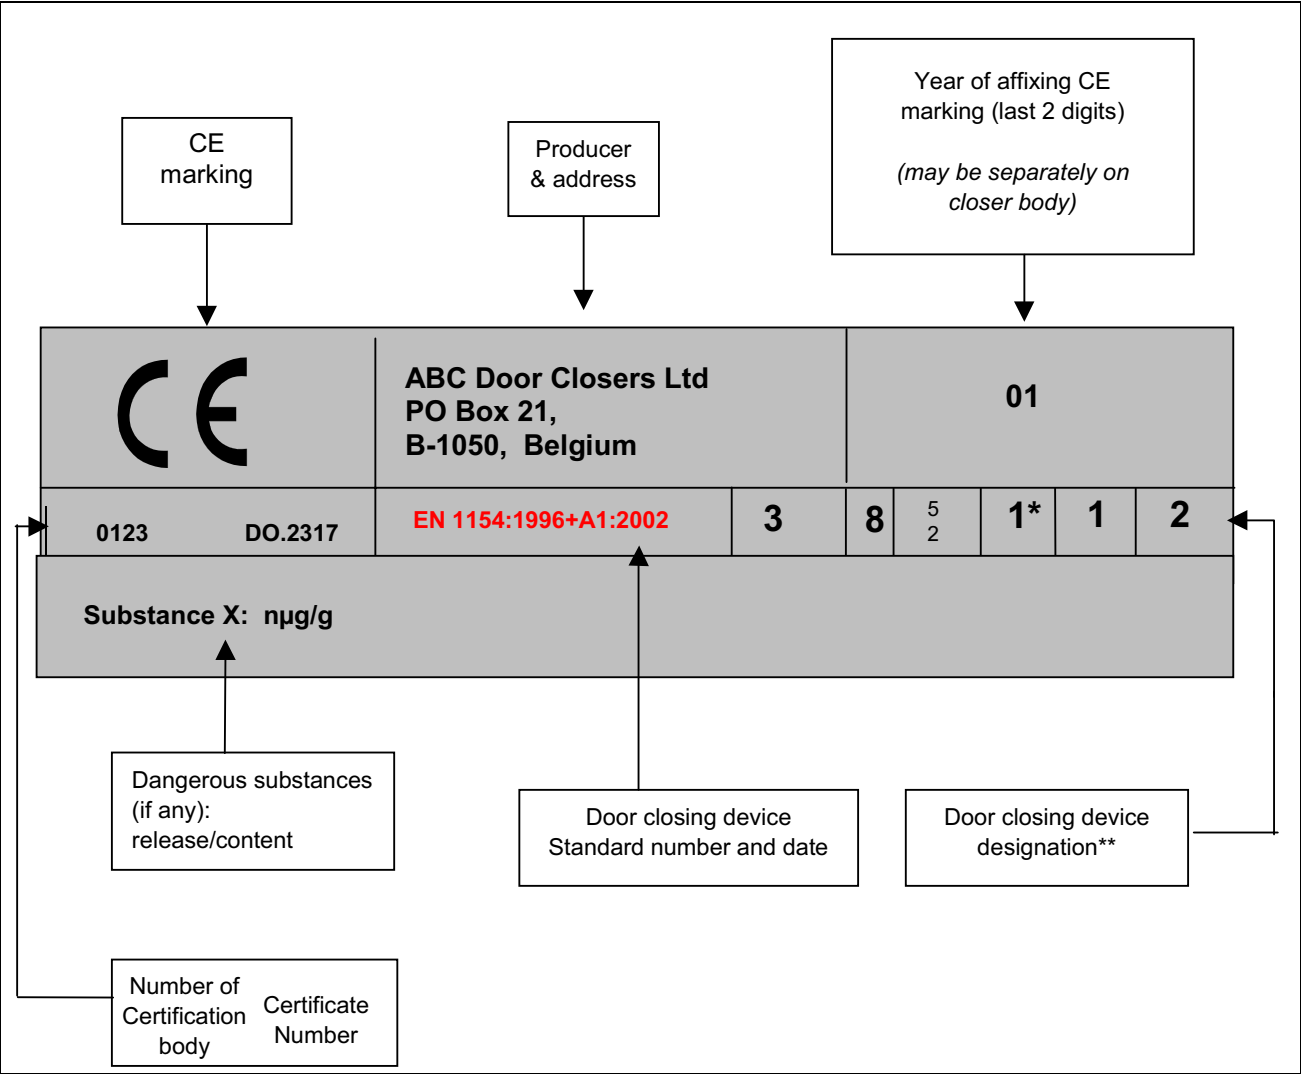 Year of affixing CE
marking (last 2 digits)
(may be separately on
closer body)
CE
marking
Producer
& address
CE
ABC Door Closers Ltd
PO Box 21,
B-1050, Belgium
01
0123 DO.2317
EN 1154:1996+A1:2002
3
8
5
2
1*
1
2
Substance X: nµg/g
Dangerous substances
(if any):
release/content
Door closing device
Standard number and date
Door closing device
designation**
Number of
Certification
body
Certificate
Number